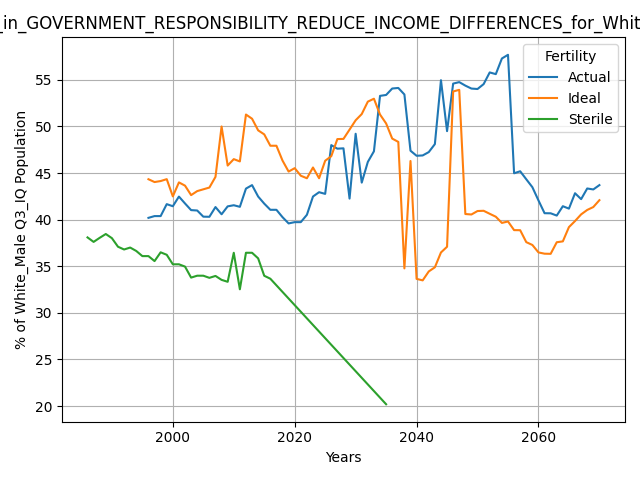 _in_GOVERNMENT_RESPONSIBILITY_REDUCE_INCOME_DIFFERENCES_for_Whit
Fertility
Actual
Ideal
Sterile
% of White_Male Q3_IQ Population
55
50
45
40
35
30
25
20
2000 2020 2040 2060
Years